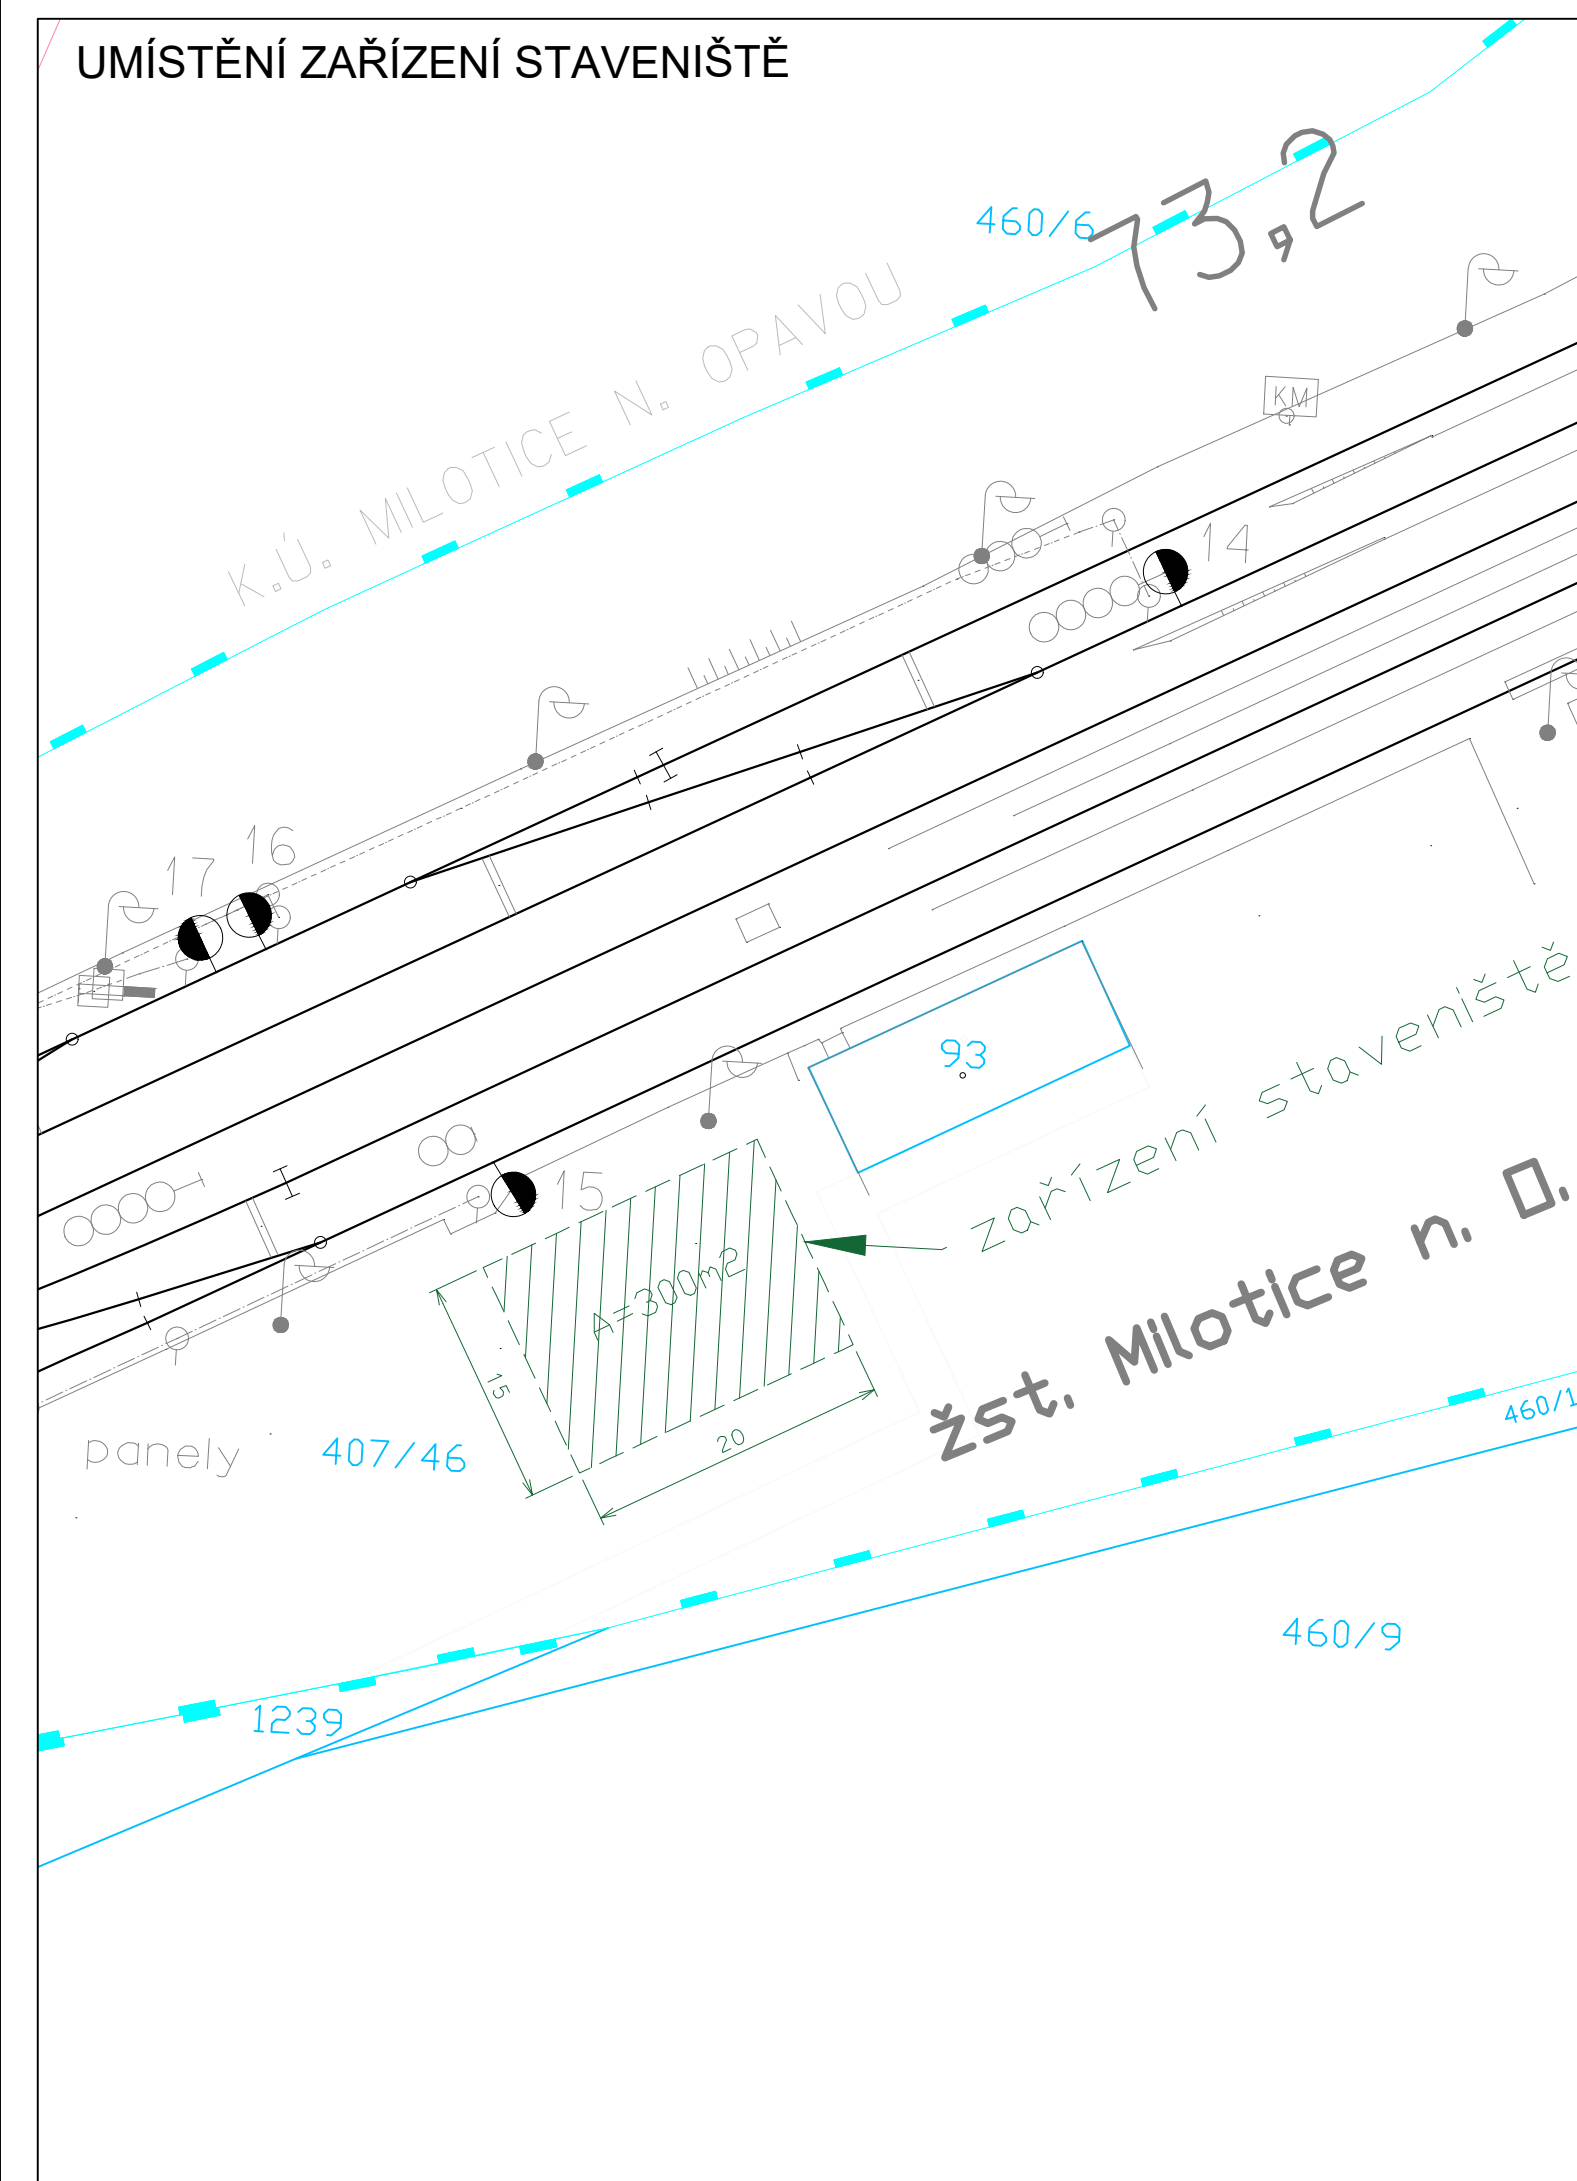 UMÍSTĚNÍ ZAŘÍZENÍ STAVENIŠTĚ
73,2
460/6
K.Ú. MILOTICE N. OPAVOU
KM
14
16
17
93
zařízení staveniště
15
A=300m2
žst. Milotice n. O.
15
20
460/1
panely
407/46
460/9
1239